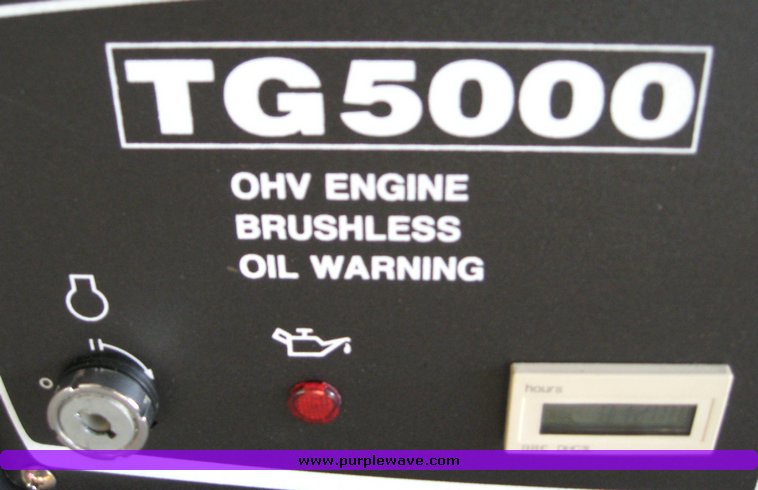 TG5000
OHV ENGINE
BRUSHLESS
OIL WARNING
hours
www.purplewave.com